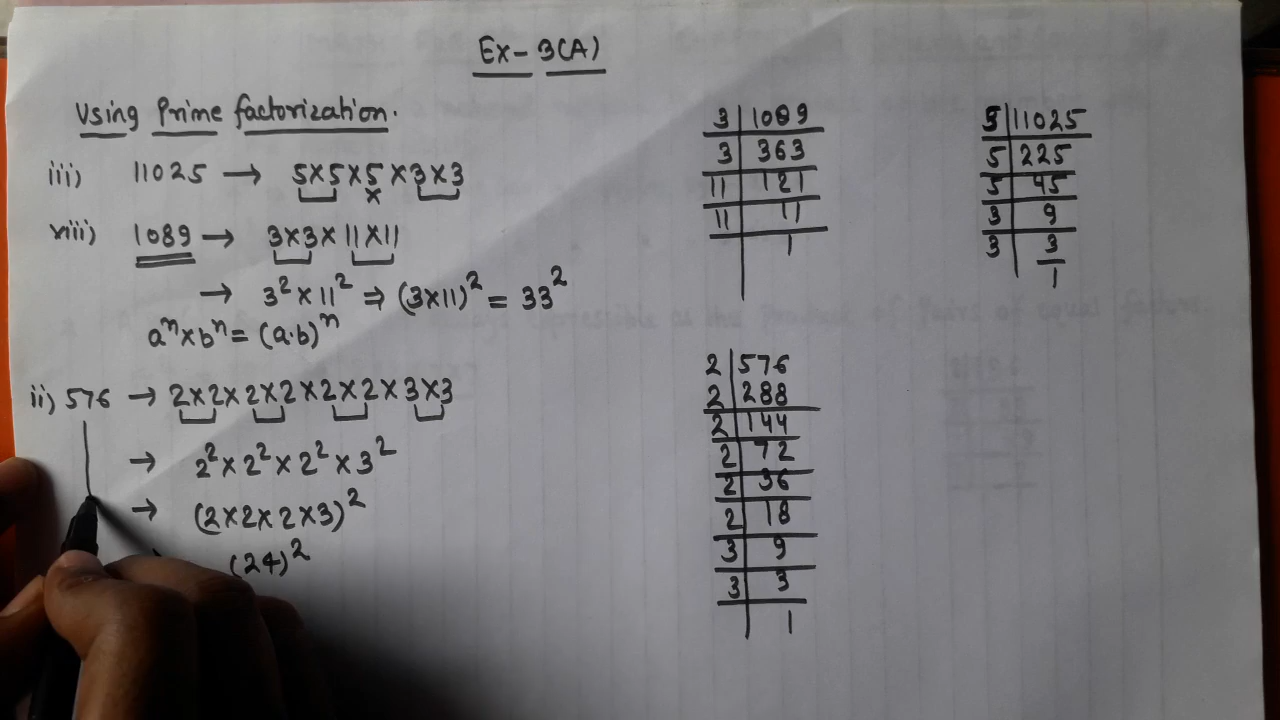 Ex- 3(A)
Using Prime factorization.
iii) 11025 → 5×5×5×3×3
×
xiii) 1089 → 3×3×11×11
→ 3²×11² ⇒ (3×11)² = 33²
aⁿ×bⁿ = (a·b)ⁿ
ii) 576 → 2×2×2×2×2×2×3×3
→ 2²×2²×2²×3²
→ (2×2×2×3)²
(24)²
3 | 1089
3 | 363
11 | 121
11 | 11
1
5 | 11025
5 | 225
5 | 45
3 | 9
3 | 3
1
2 | 576
2 | 288
2 | 144
2 | 72
2 | 36
2 | 18
3 | 9
3 | 3
1